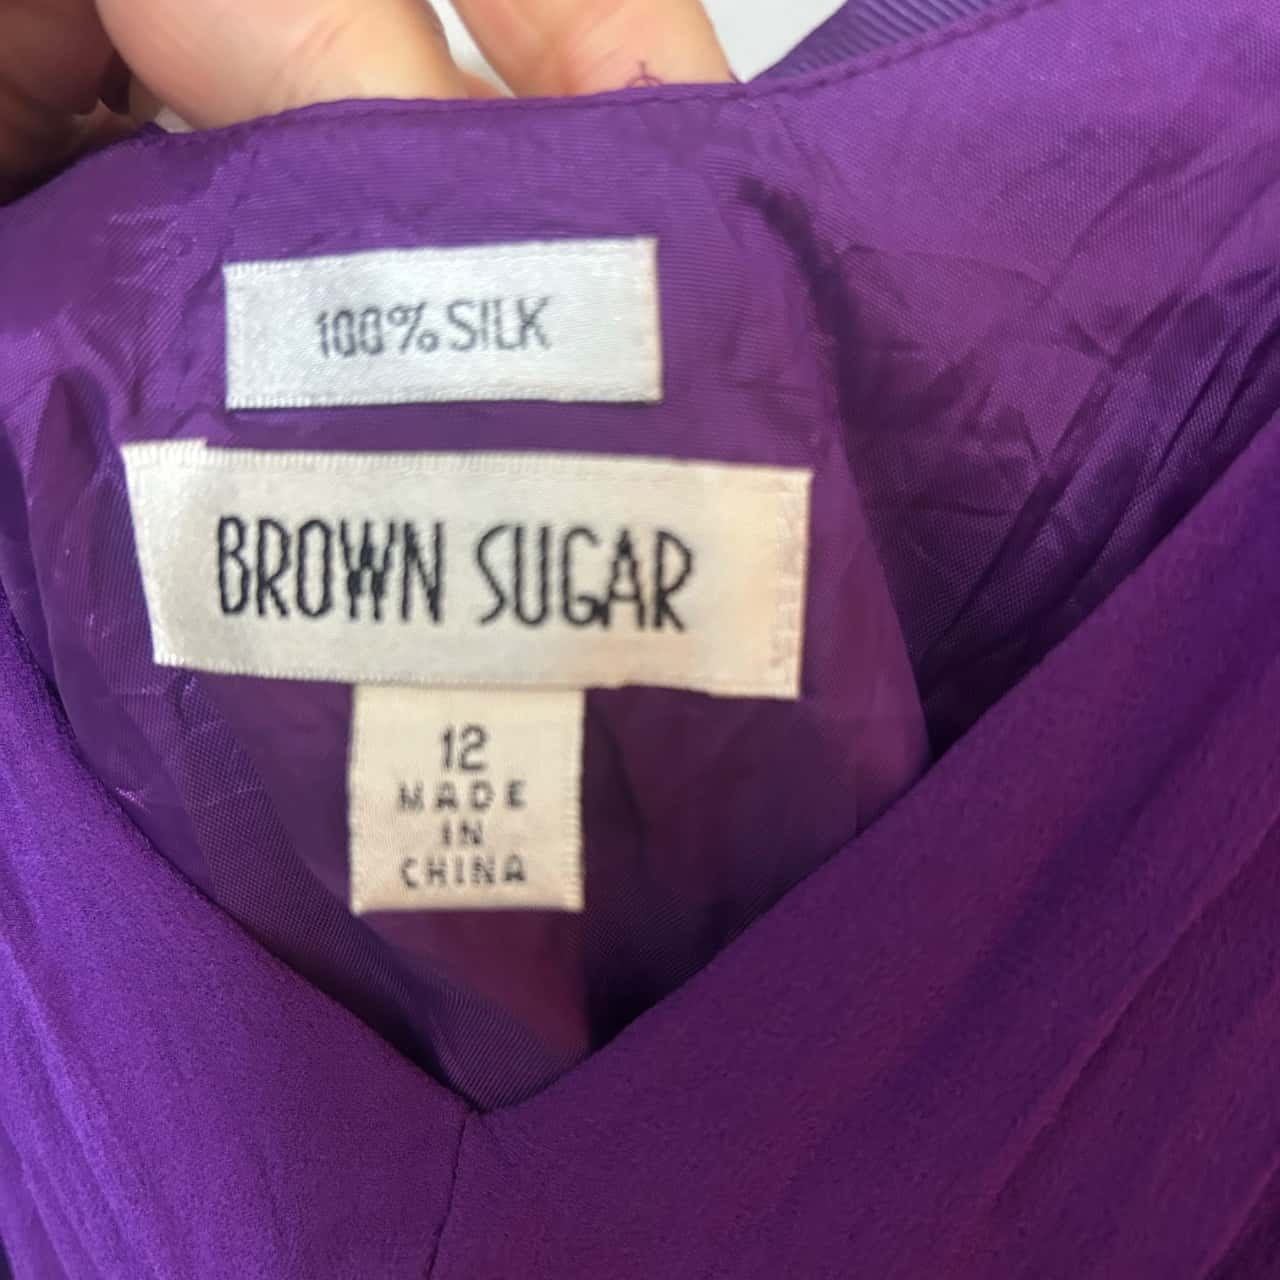 100% SILK
BROWN SUGAR
12
MADE
IN
CHINA